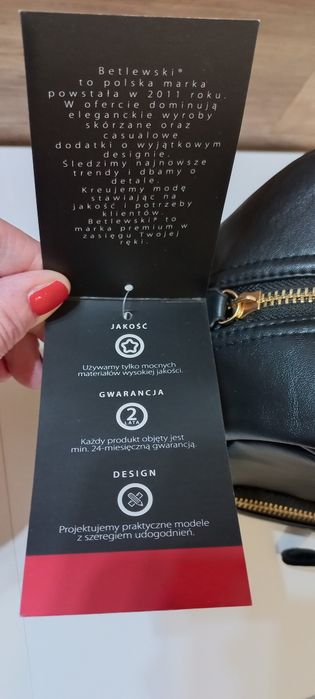 Betlewski®
to polska marka
powstała w 2011 roku.
W ofercie dominują
eleganckie wyroby
skórzane oraz
casualowe
dodatki o wyjątkowym
designie.
Śledzimy najnowsze
trendy i dbamy o
detale.
Kreujemy modę
stawiając na
jakość i potrzeby
klientów.
Betlewski® to
marka premium w
zasięgu Twojej
ręki.
JAKOŚĆ
Używamy tylko mocnych
materiałów wysokiej jakości.
GWARANCJA
2
LATA
Każdy produkt objęty jest
min. 24-miesięczną gwarancją.
DESIGN
Projektujemy praktyczne modele
z szeregiem udogodnień.